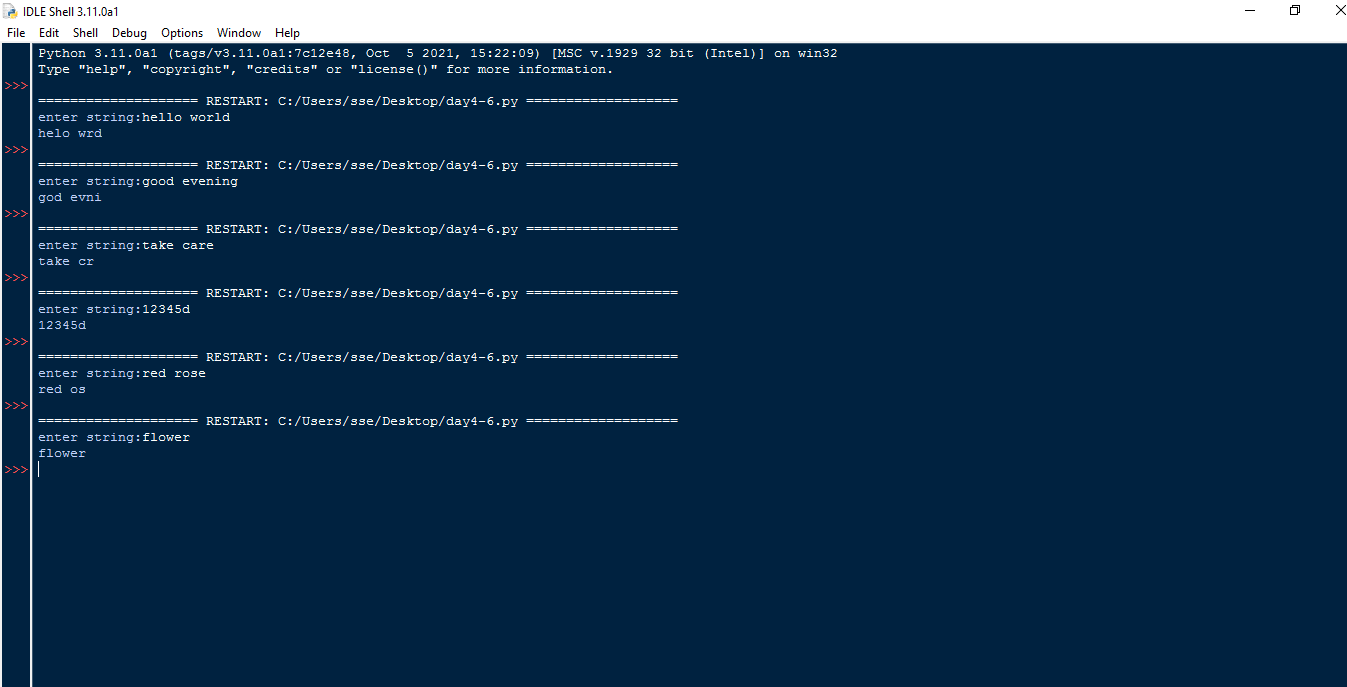 IDLE Shell 3.11.0a1
File Edit Shell Debug Options Window Help
Python 3.11.0a1 (tags/v3.11.0a1:7c12e48, Oct  5 2021, 15:22:09) [MSC v.1929 32 bit (Intel)] on win32
Type "help", "copyright", "credits" or "license()" for more information.
>>>
==================== RESTART: C:/Users/sse/Desktop/day4-6.py ===================
enter string:hello world
helo wrd
>>>
==================== RESTART: C:/Users/sse/Desktop/day4-6.py ===================
enter string:good evening
god evni
>>>
==================== RESTART: C:/Users/sse/Desktop/day4-6.py ===================
enter string:take care
take cr
>>>
==================== RESTART: C:/Users/sse/Desktop/day4-6.py ===================
enter string:12345d
12345d
>>>
==================== RESTART: C:/Users/sse/Desktop/day4-6.py ===================
enter string:red rose
red os
>>>
==================== RESTART: C:/Users/sse/Desktop/day4-6.py ===================
enter string:flower
flower
>>>